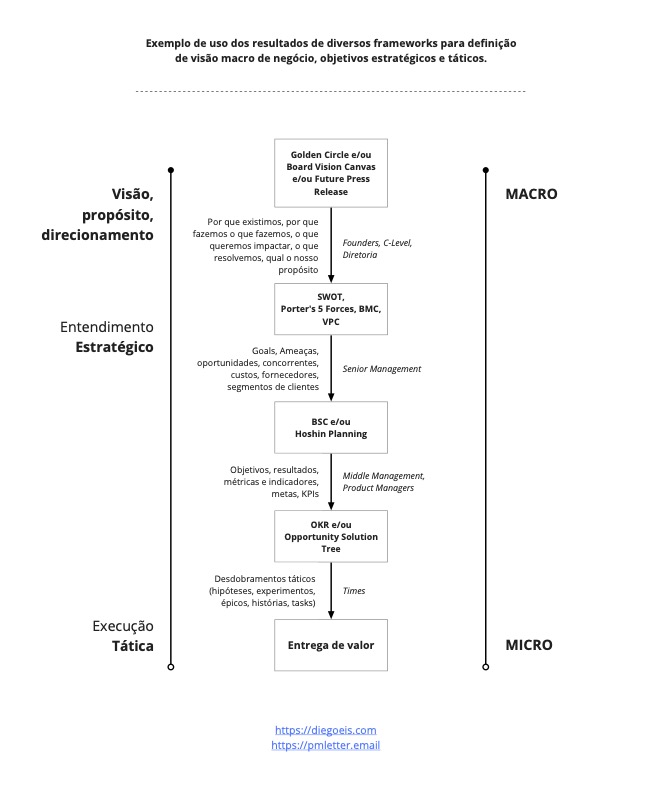 Exemplo de uso dos resultados de diversos frameworks para definição
de visão macro de negócio, objetivos estratégicos e táticos.
Golden Circle e/ou
Board Vision Canvas
e/ou Future Press
Release
Visão,
propósito,
direcionamento
MACRO
Por que existimos, por que
fazemos o que fazemos, o que
queremos impactar, o que
resolvemos, qual o nosso
propósito
Founders, C-Level,
Diretoria
SWOT,
Porter's 5 Forces, BMC,
VPC
Entendimento
Estratégico
Goals, Ameaças,
oportunidades, concorrentes,
custos, fornecedores,
segmentos de clientes
Senior Management
BSC e/ou
Hoshin Planning
Objetivos, resultados,
métricas e indicadores,
metas, KPIs
Middle Management,
Product Managers
OKR e/ou
Opportunity Solution
Tree
Desdobramentos táticos
(hipóteses, experimentos,
épicos, histórias, tasks)
Times
Execução
Tática
Entrega de valor
MICRO
https://diegoeis.com
https://pmletter.email